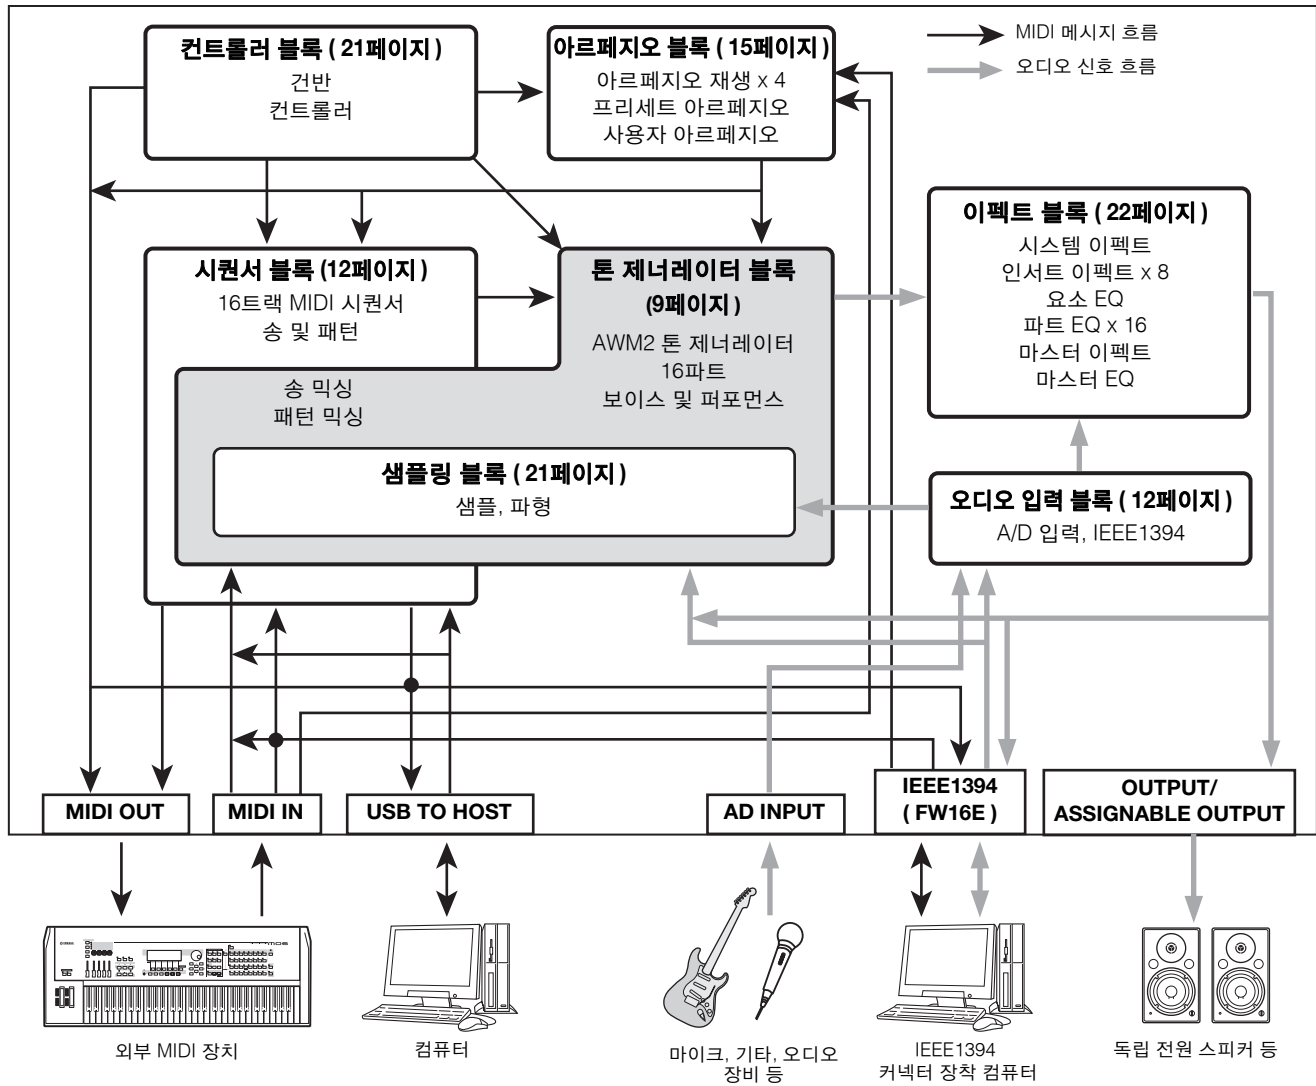 컨트롤러 블록 ( 21페이지 )
건반
컨트롤러
아르페지오 블록 ( 15페이지 )
아르페지오 재생 x 4
프리세트 아르페지오
사용자 아르페지오
MIDI 메시지 흐름
오디오 신호 흐름
시퀀서 블록 (12페이지 )
16트랙 MIDI 시퀀서
송 및 패턴
톤 제너레이터 블록
(9페이지 )
AWM2 톤 제너레이터
16파트
보이스 및 퍼포먼스
이펙트 블록 ( 22페이지 )
시스템 이펙트
인서트 이펙트 x 8
요소 EQ
파트 EQ x 16
마스터 이펙트
마스터 EQ
송 믹싱
패턴 믹싱
샘플링 블록 ( 21페이지 )
샘플, 파형
오디오 입력 블록 ( 12페이지 )
A/D 입력, IEEE1394
MIDI OUT
MIDI IN
USB TO HOST
AD INPUT
IEEE1394
( FW16E )
OUTPUT/
ASSIGNABLE OUTPUT
외부 MIDI 장치
컴퓨터
마이크, 기타, 오디오
장비 등
IEEE1394
커넥터 장착 컴퓨터
독립 전원 스피커 등